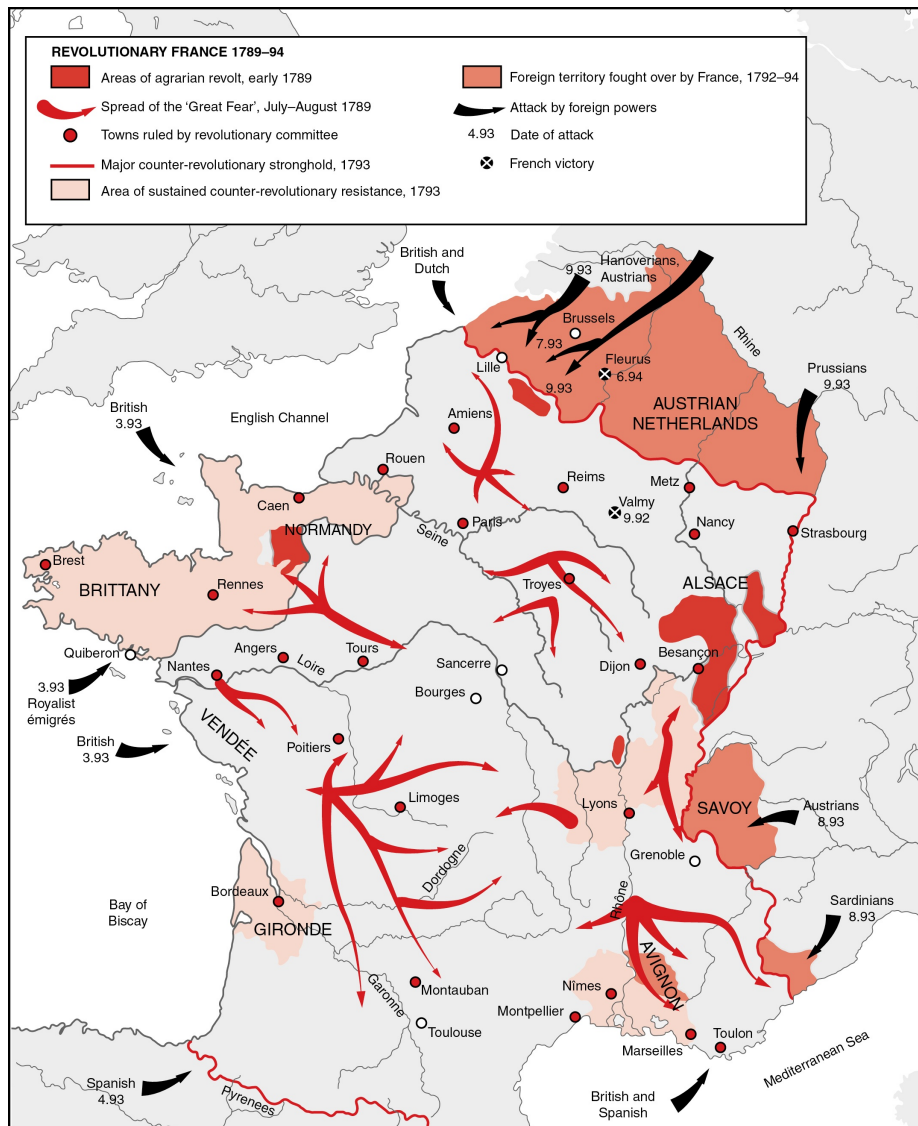 REVOLUTIONARY FRANCE 1789–94
Areas of agrarian revolt, early 1789
Spread of the ‘Great Fear’, July–August 1789
Towns ruled by revolutionary committee
Major counter-revolutionary stronghold, 1793
Area of sustained counter-revolutionary resistance, 1793
Foreign territory fought over by France, 1792–94
Attack by foreign powers
4.93 Date of attack
French victory
British and
Dutch
9.93
Hanoverians,
Austrians
Brussels
7.93
Lille
Fleurus
6.94
9.93
Rhine
Prussians
9.93
AUSTRIAN
NETHERLANDS
British
3.93
English Channel
Amiens
Rouen
Reims
Metz
Caen
Valmy
9.92
NORMANDY
Seine
Paris
Nancy
Strasbourg
Brest
BRITTANY
Rennes
Troyes
ALSACE
Quiberon
Angers
Loire
Tours
Sancerre
Dijon
Besançon
Nantes
Bourges
3.93
Royalist
émigrés
VENDÉE
British
3.93
Poitiers
Limoges
Lyons
SAVOY
Austrians
8.93
Dordogne
Grenoble
Bay of
Biscay
Bordeaux
GIRONDE
Rhône
Sardinians
8.93
AVIGNON
Garonne
Montauban
Nîmes
Montpellier
Toulouse
Marseilles
Toulon
Mediterranean Sea
Spanish
4.93
Pyrenees
British and
Spanish